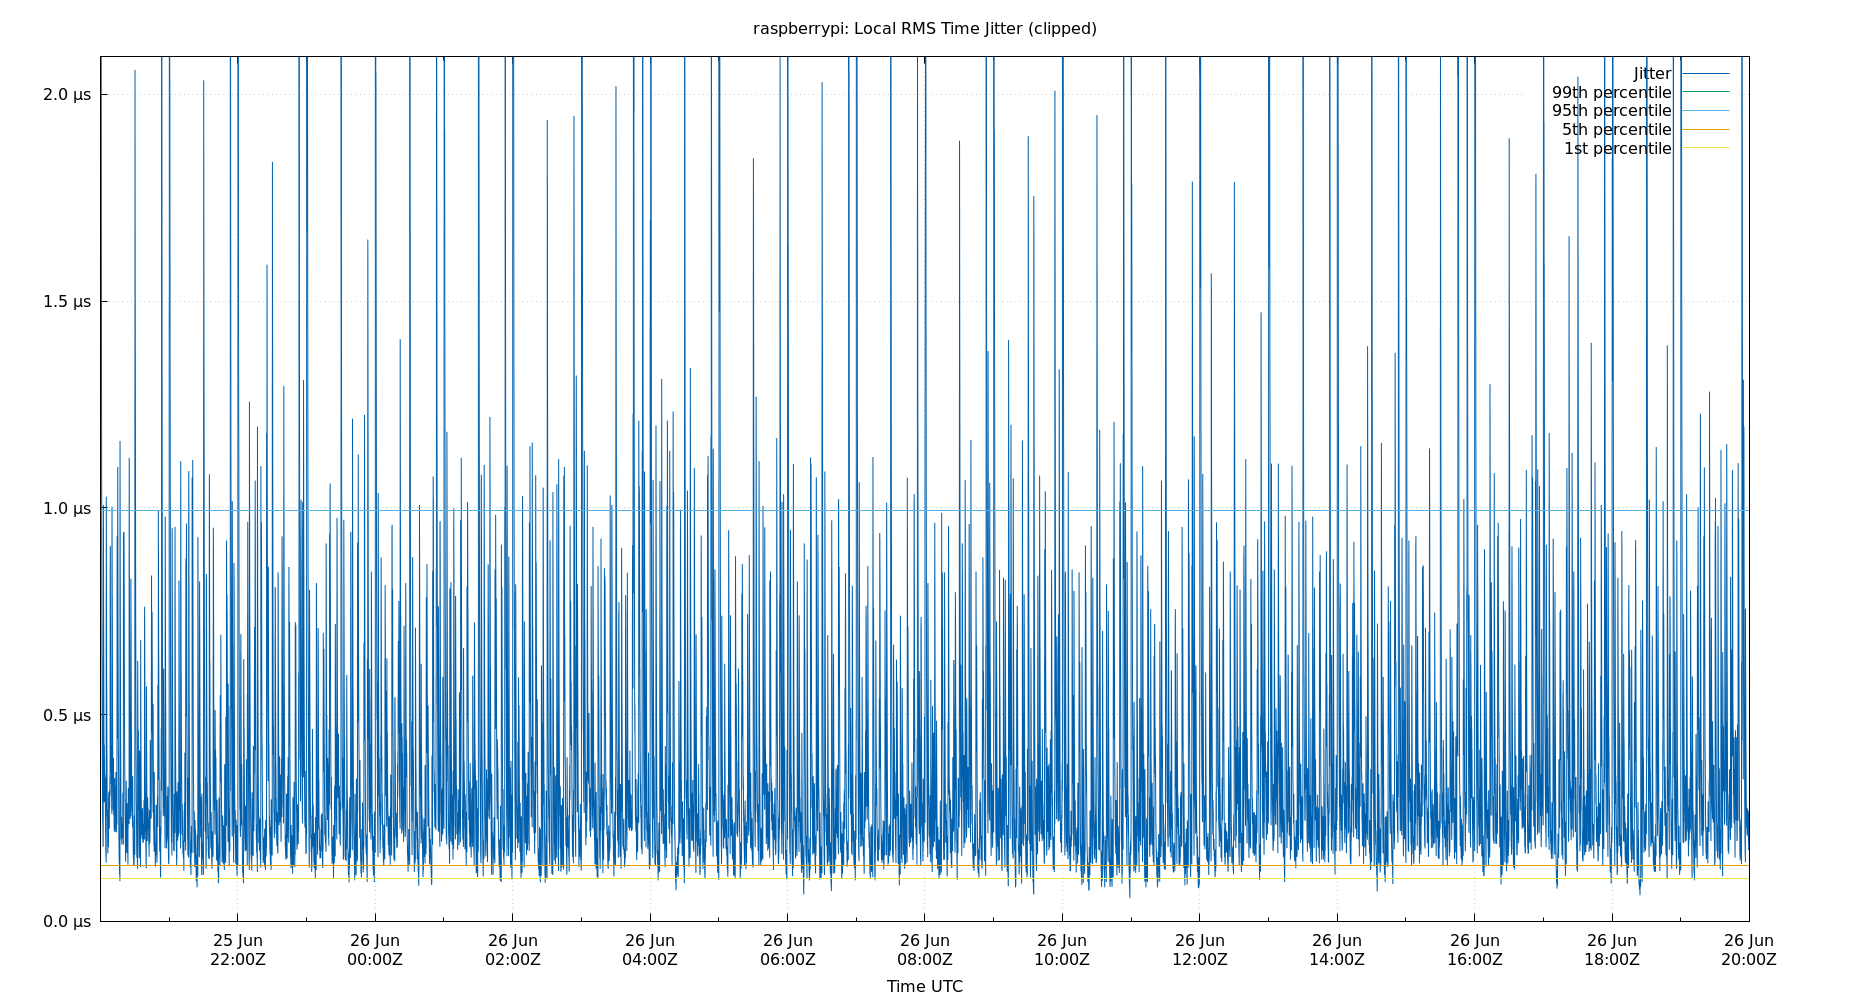 raspberrypi: Local RMS Time Jitter (clipped)
2.0 μs
1.5 μs
1.0 μs
0.5 μs
0.0 μs
Jitter
99th percentile
95th percentile
5th percentile
1st percentile
25 Jun 26 Jun 26 Jun 26 Jun 26 Jun 26 Jun 26 Jun 26 Jun 26 Jun 26 Jun 26 Jun 26 Jun
22:00Z 00:00Z 02:00Z 04:00Z 06:00Z 08:00Z 10:00Z 12:00Z 14:00Z 16:00Z 18:00Z 20:00Z
Time UTC